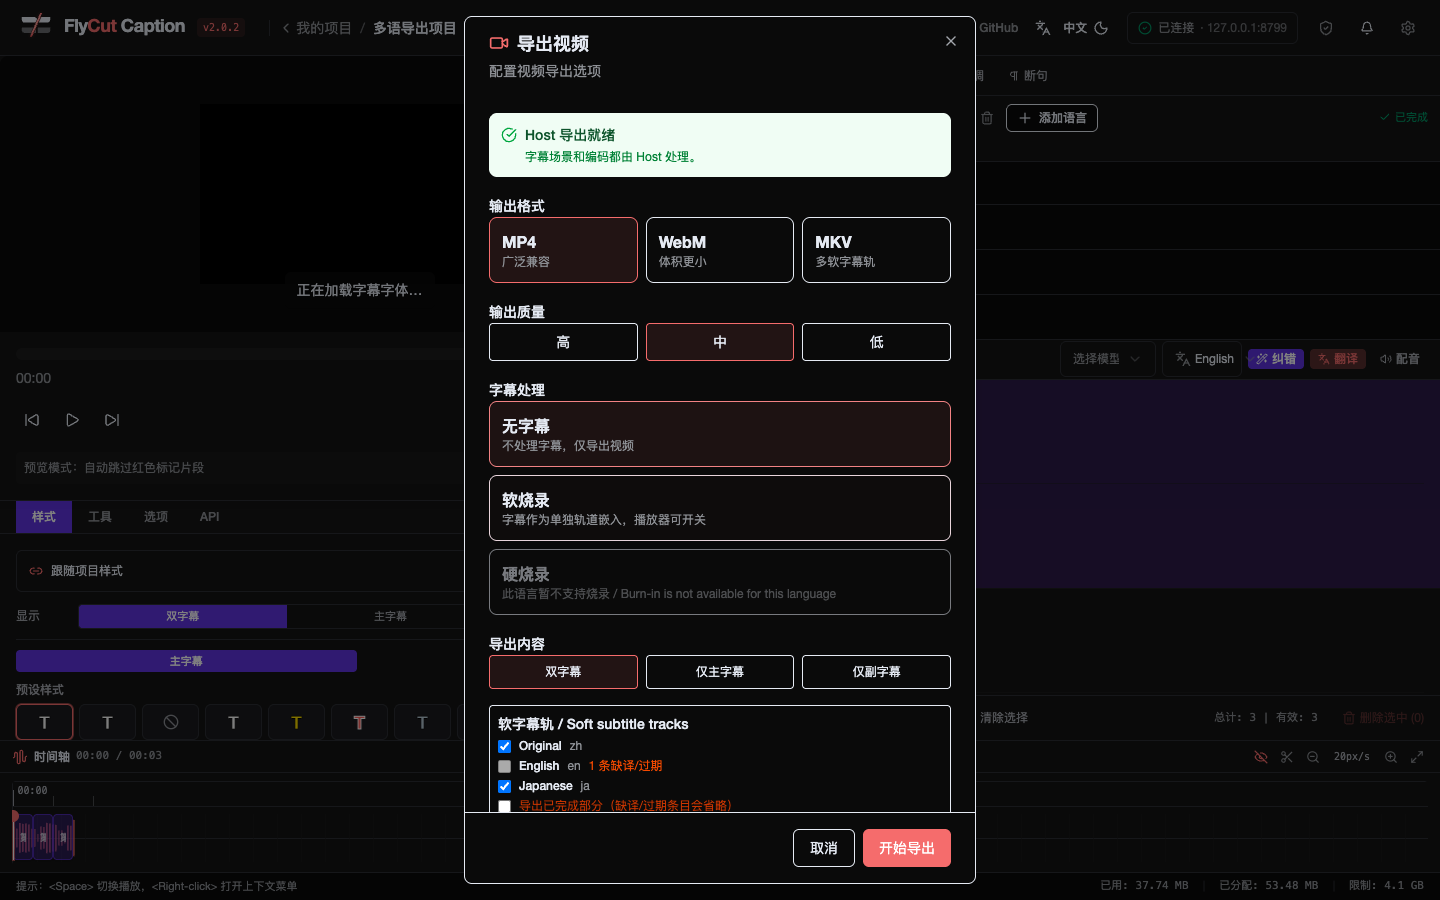 FlyCut Caption v2.0.2 我的项目 / 多语导出项目
GitHub 中文 已连接 · 127.0.0.1:8799
导出视频
配置视频导出选项
断句
添加语言
已完成
Host 导出就绪
字幕场景和编码都由 Host 处理。
输出格式
MP4
广泛兼容
WebM
体积更小
MKV
多软字幕轨
输出质量
高
中
低
字幕处理
无字幕
不处理字幕，仅导出视频
软烧录
字幕作为单独轨道嵌入，播放器可开关
硬烧录
此语言暂不支持烧录 / Burn-in is not available for this language
导出内容
双字幕
仅主字幕
仅副字幕
软字幕轨 / Soft subtitle tracks
Original zh
English en 1 条缺译/过期
Japanese ja
导出已完成部分（缺译/过期条目会省略）
取消
开始导出
正在加载字幕字体...
00:00
预览模式：自动跳过红色标记片段
样式 工具 选项 API
跟随项目样式
显示 双字幕 主字幕
主字幕
预设样式
T T T T T T
选择模型 English 纠错 翻译 配音
清除选择 总计: 3 | 有效: 3 删除选中 (0)
时间轴 00:00 / 00:03
20px/s
00:00
提示：<Space> 切换播放，<Right-click> 打开上下文菜单
已用: 37.74 MB 已分配: 53.48 MB 限制: 4.1 GB